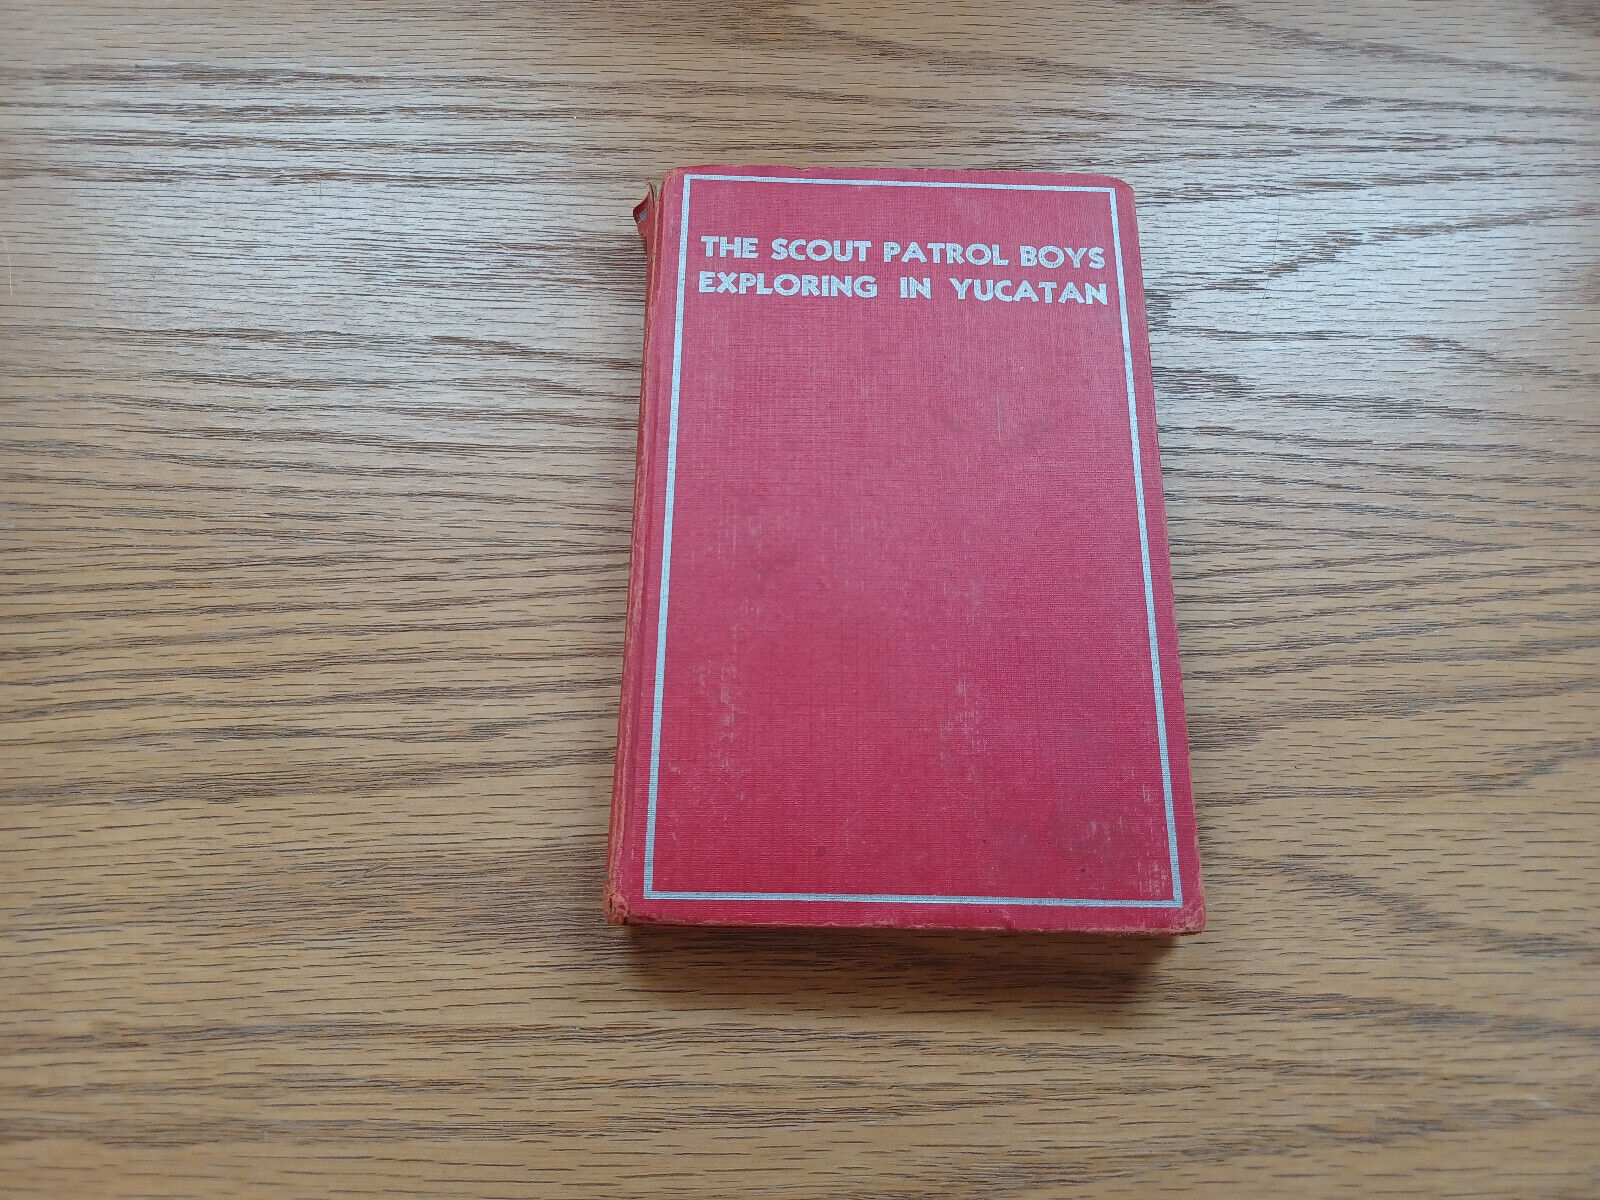 THE SCOUT PATROL BOYS
EXPLORING IN YUCATAN